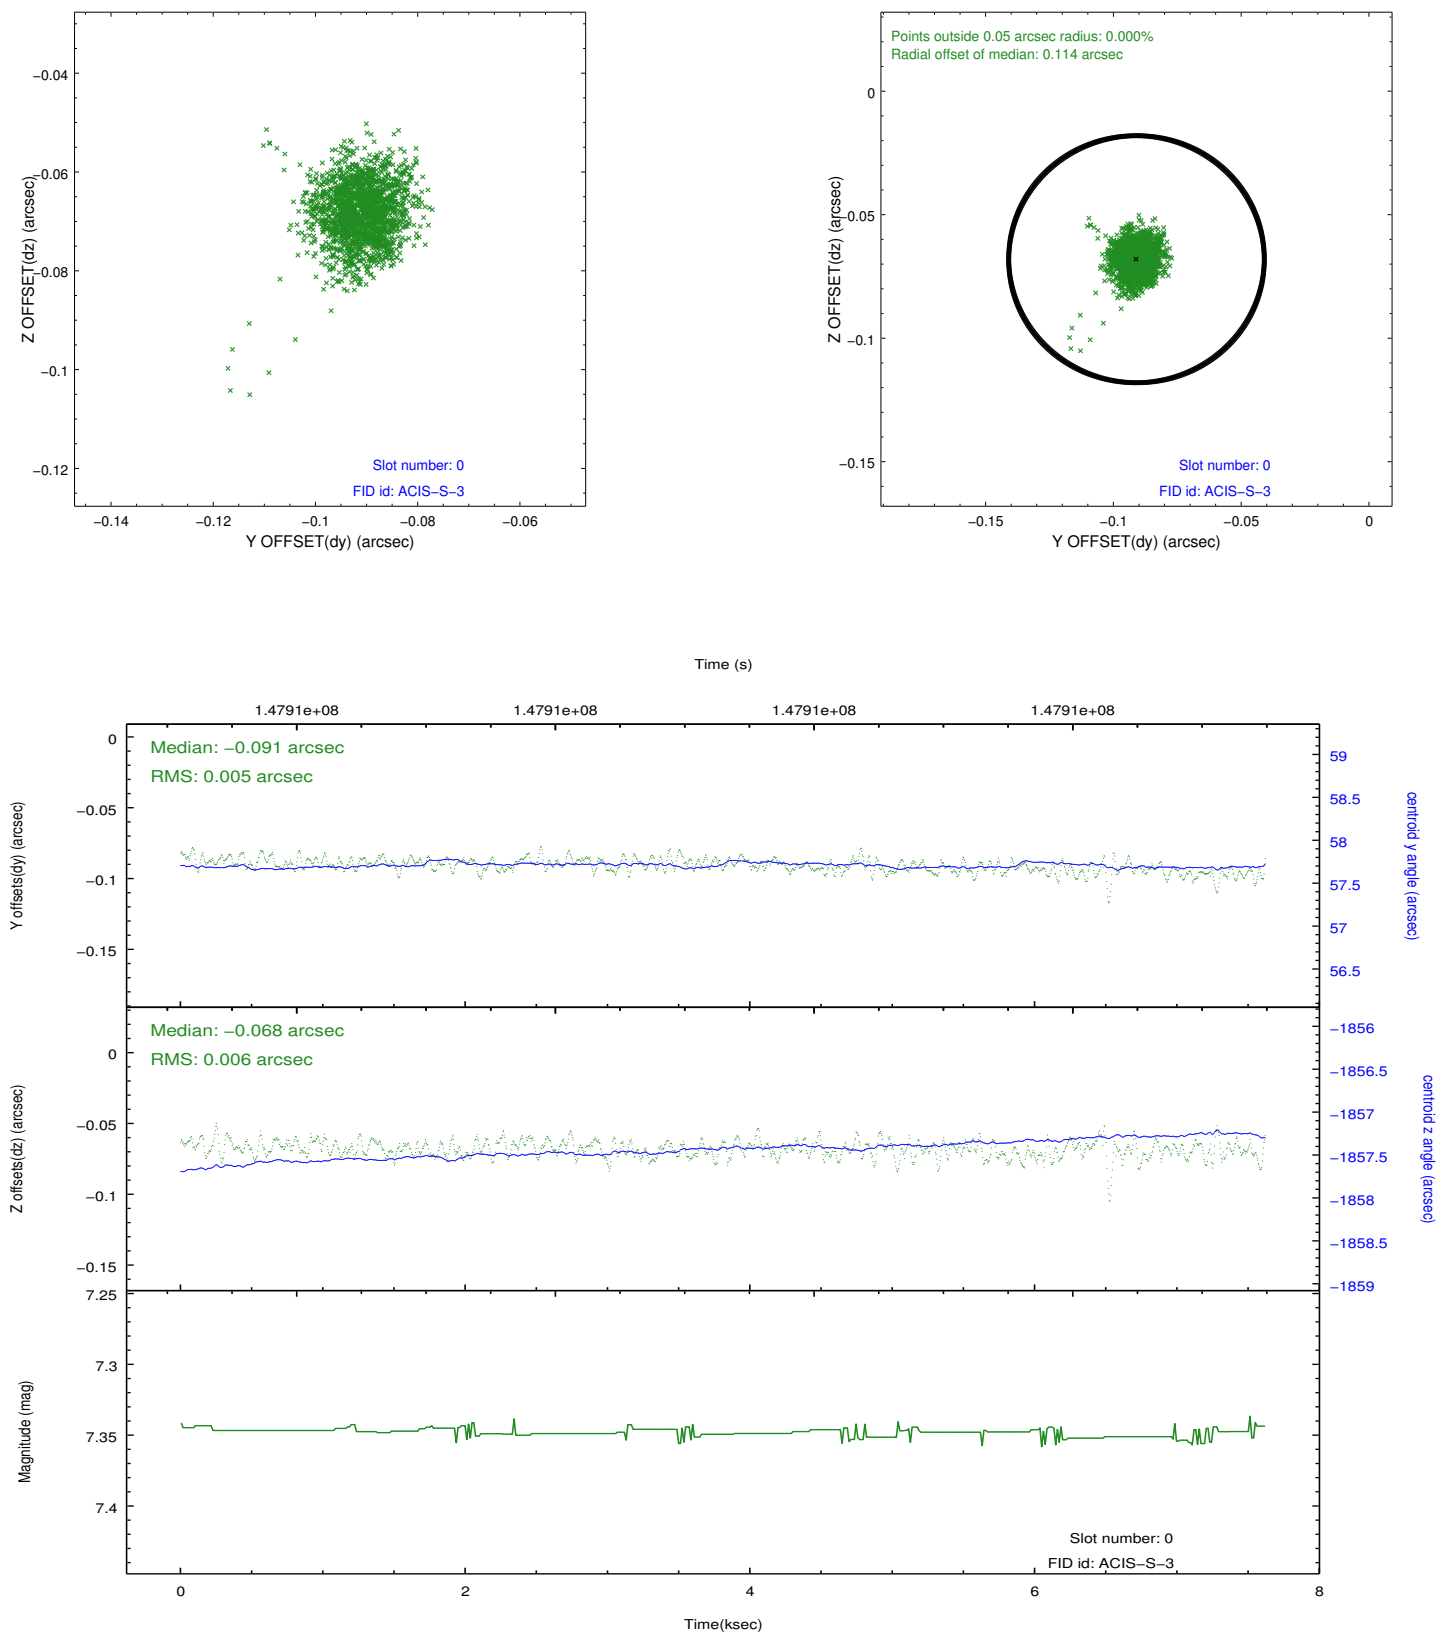 −0.04
−0.06
−0.08
−0.1
−0.12
Z OFFSET(dz) (arcsec)
Slot number: 0
FID id: ACIS−S−3
−0.14
−0.12
−0.1
−0.08
−0.06
Y OFFSET(dy) (arcsec)
Points outside 0.05 arcsec radius: 0.000%
Radial offset of median: 0.114 arcsec
0
−0.05
−0.1
−0.15
Z OFFSET(dz) (arcsec)
Slot number: 0
FID id: ACIS−S−3
−0.15
−0.1
−0.05
0
Y OFFSET(dy) (arcsec)
Time (s)
1.4791e+08
1.4791e+08
1.4791e+08
1.4791e+08
Median: −0.091 arcsec
RMS: 0.005 arcsec
0
−0.05
−0.1
−0.15
Y offsets(dy) (arcsec)
59
58.5
58
57.5
57
56.5
centroid y angle (arcsec)
Median: −0.068 arcsec
RMS: 0.006 arcsec
0
−0.05
−0.1
−0.15
Z offsets(dz) (arcsec)
−1856
−1856.5
−1857
−1857.5
−1858
−1858.5
−1859
centroid z angle (arcsec)
7.25
7.3
7.35
7.4
Magnitude (mag)
Slot number: 0
FID id: ACIS−S−3
0
2
4
6
8
Time(ksec)